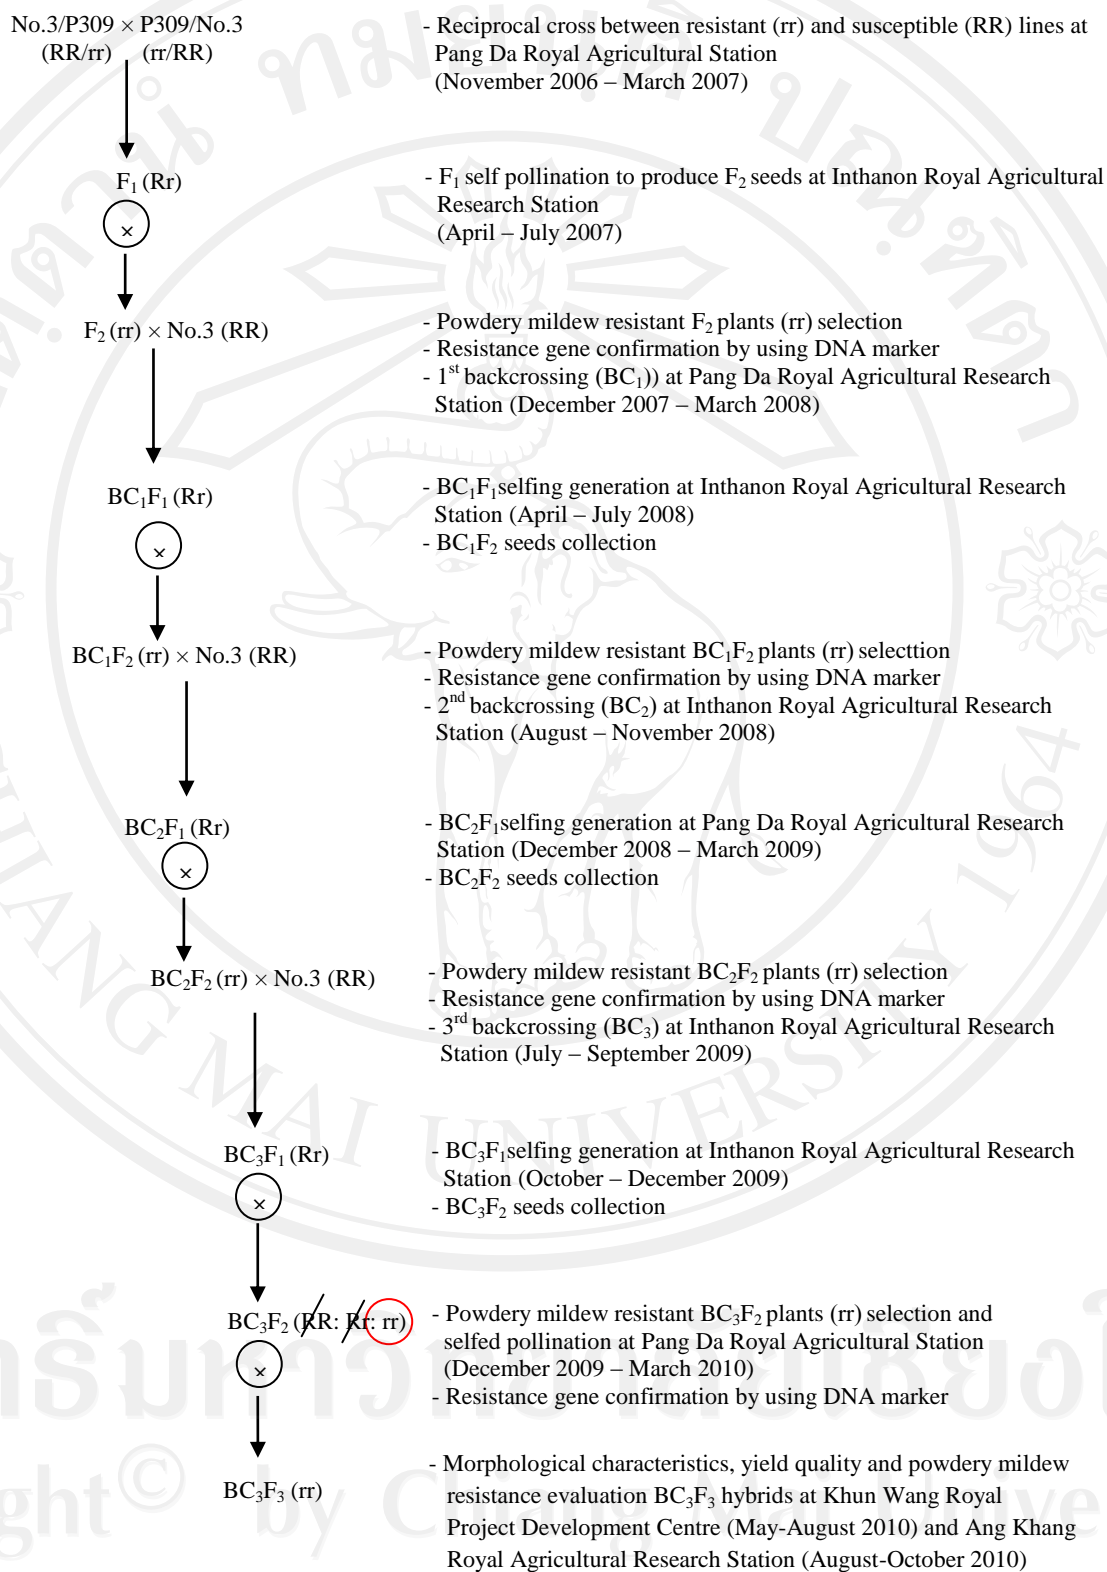 No.3/P309 × P309/No.3
(RR/rr) (rr/RR)
- Reciprocal cross between resistant (rr) and susceptible (RR) lines at
Pang Da Royal Agricultural Station
(November 2006 – March 2007)
F₁ (Rr)
×
- F₁ self pollination to produce F₂ seeds at Inthanon Royal Agricultural
Research Station
(April – July 2007)
F₂ (rr) × No.3 (RR)
- Powdery mildew resistant F₂ plants (rr) selection
- Resistance gene confirmation by using DNA marker
- 1ˢᵗ backcrossing (BC₁)) at Pang Da Royal Agricultural Research
Station (December 2007 – March 2008)
BC₁F₁ (Rr)
×
- BC₁F₁selfing generation at Inthanon Royal Agricultural Research
Station (April – July 2008)
- BC₁F₂ seeds collection
BC₁F₂ (rr) × No.3 (RR)
- Powdery mildew resistant BC₁F₂ plants (rr) selecttion
- Resistance gene confirmation by using DNA marker
- 2ⁿᵈ backcrossing (BC₂) at Inthanon Royal Agricultural Research
Station (August – November 2008)
BC₂F₁ (Rr)
×
- BC₂F₁selfing generation at Pang Da Royal Agricultural Research
Station (December 2008 – March 2009)
- BC₂F₂ seeds collection
BC₂F₂ (rr) × No.3 (RR)
- Powdery mildew resistant BC₂F₂ plants (rr) selection
- Resistance gene confirmation by using DNA marker
- 3ʳᵈ backcrossing (BC₃) at Inthanon Royal Agricultural Research
Station (July – September 2009)
BC₃F₁ (Rr)
×
- BC₃F₁selfing generation at Inthanon Royal Agricultural Research
Station (October – December 2009)
- BC₃F₂ seeds collection
BC₃F₂ (RR: Rr: rr)
×
- Powdery mildew resistant BC₃F₂ plants (rr) selection and
selfed pollination at Pang Da Royal Agricultural Station
(December 2009 – March 2010)
- Resistance gene confirmation by using DNA marker
BC₃F₃ (rr)
- Morphological characteristics, yield quality and powdery mildew
resistance evaluation BC₃F₃ hybrids at Khun Wang Royal
Project Development Centre (May-August 2010) and Ang Khang
Royal Agricultural Research Station (August-October 2010)
CHIANG MAI UNIVERSITY 1964
© by Chiang Mai